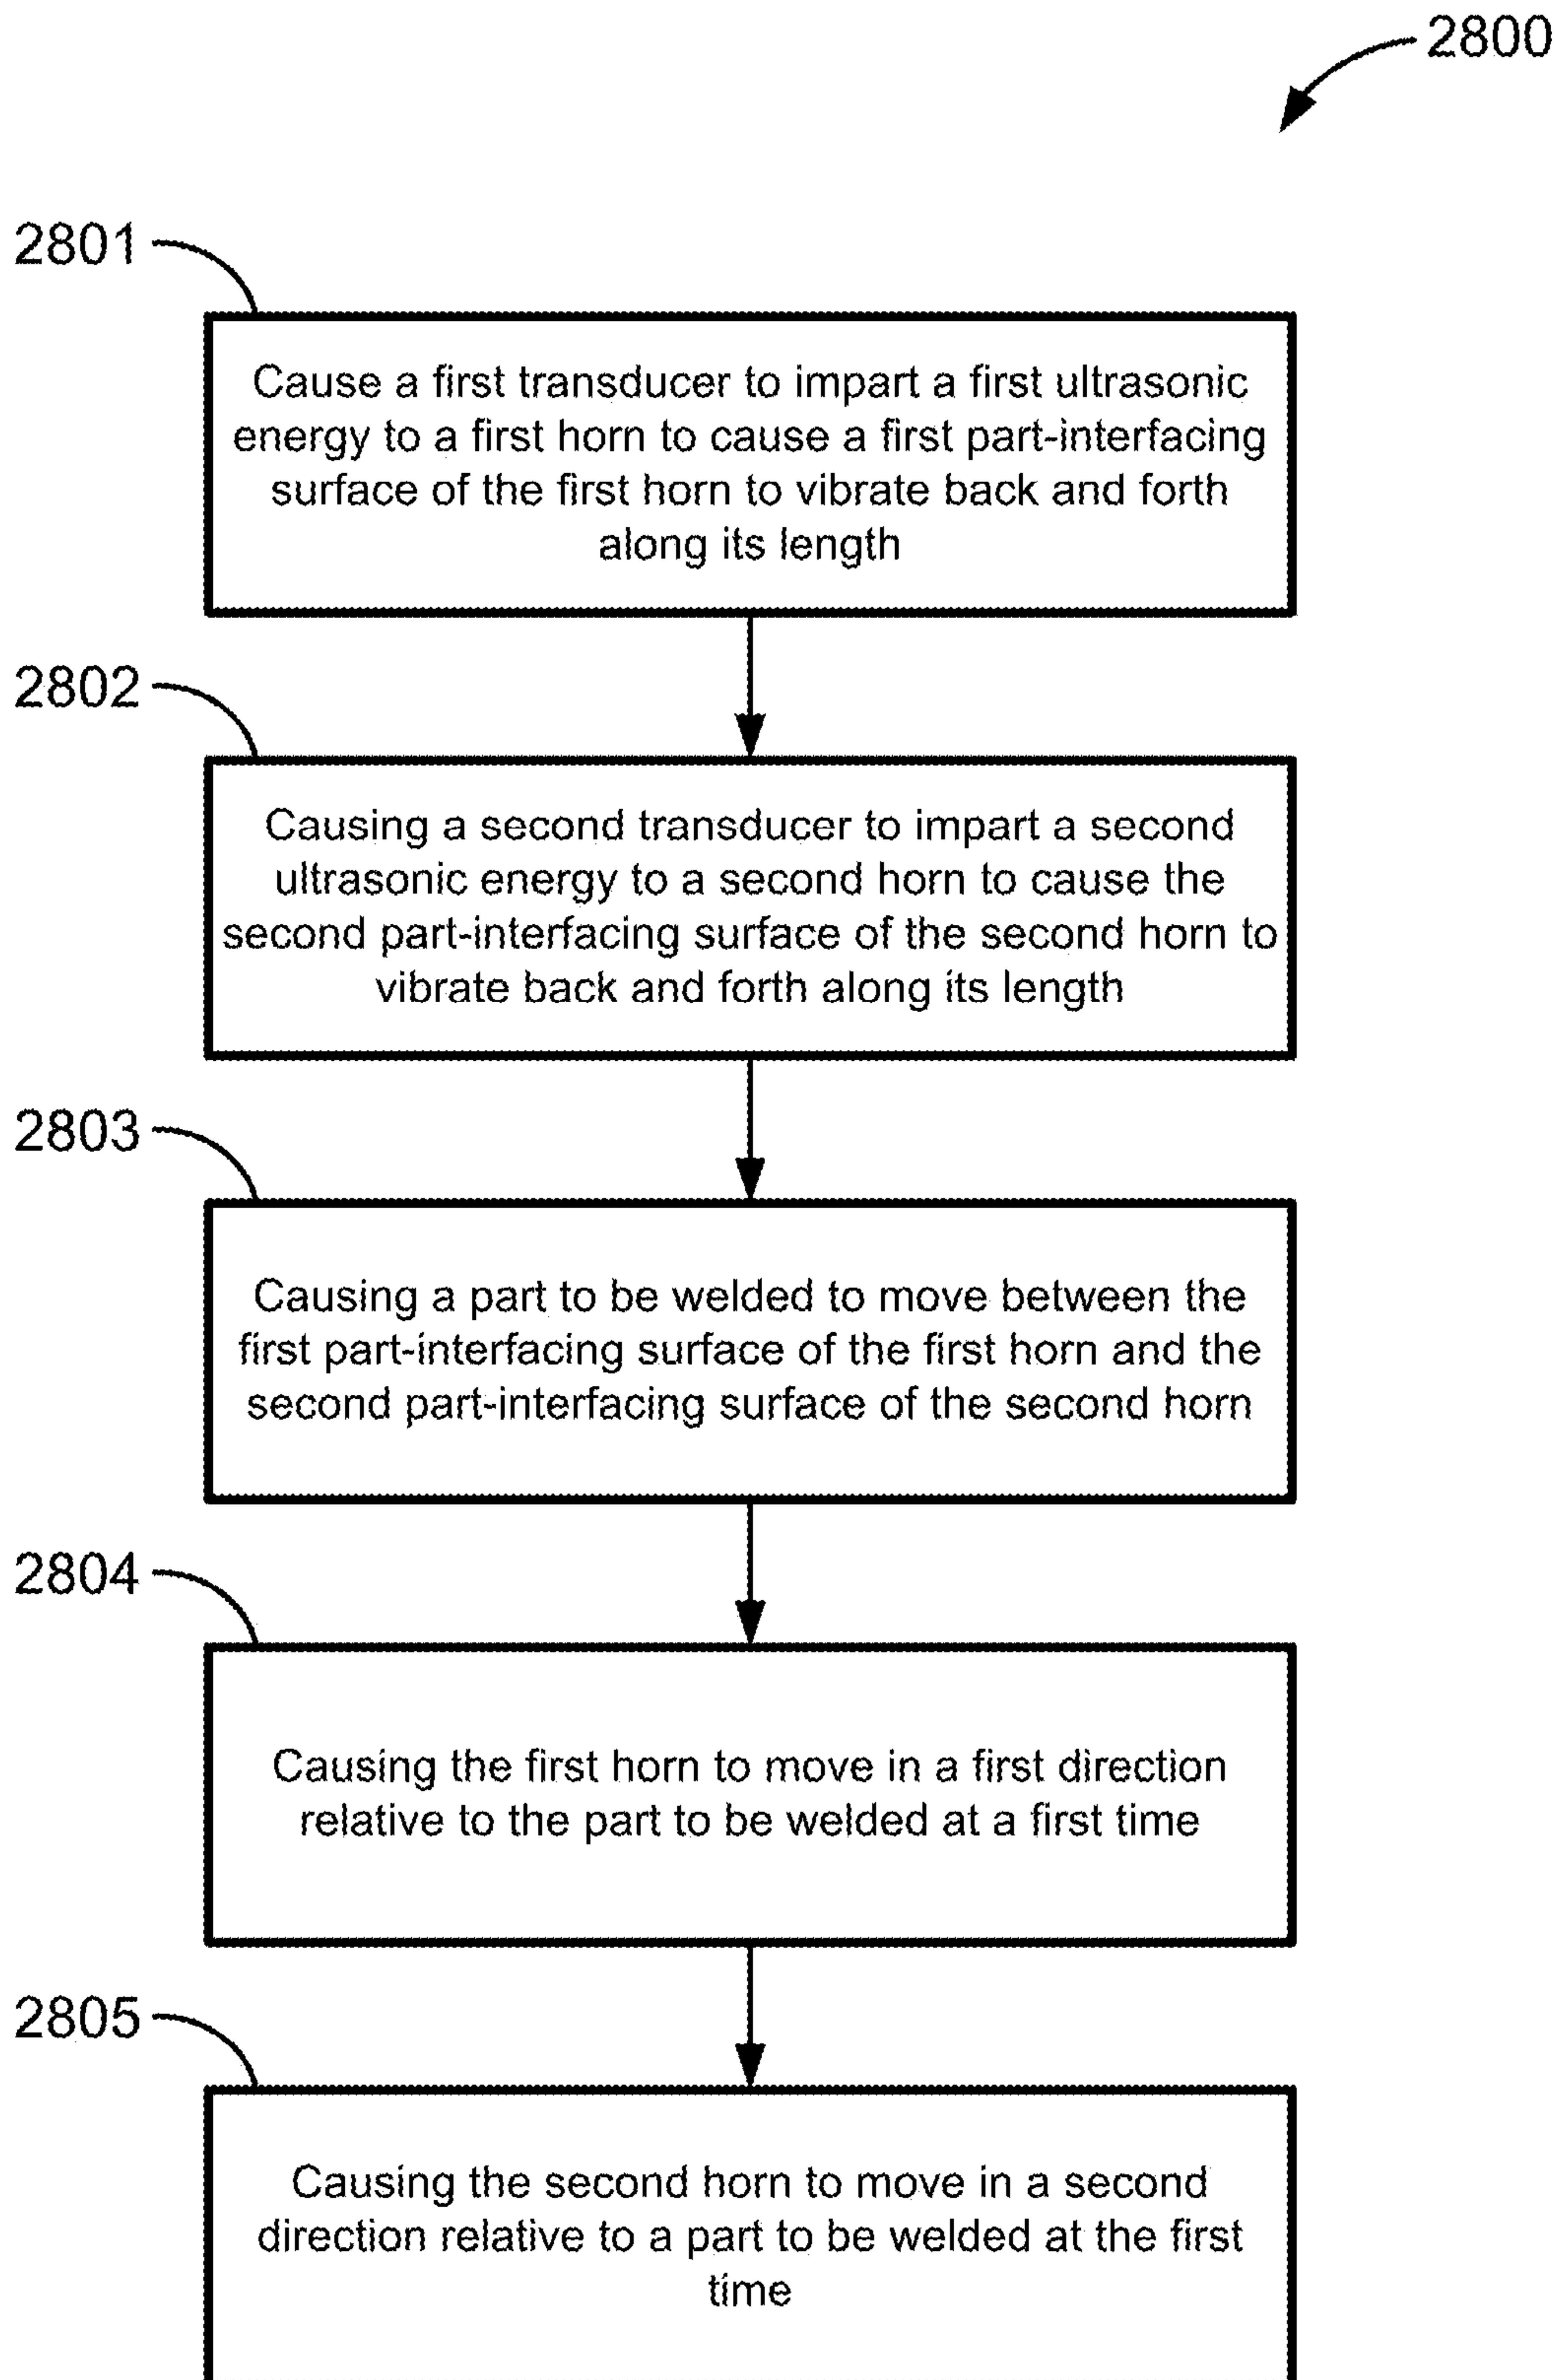 2800
2801
Cause a first transducer to impart a first ultrasonic
energy to a first horn to cause a first part-interfacing
surface of the first horn to vibrate back and forth
along its length
2802
Causing a second transducer to impart a second
ultrasonic energy to a second horn to cause the
second part-interfacing surface of the second horn to
vibrate back and forth along its length
2803
Causing a part to be welded to move between the
first part-interfacing surface of the first horn and the
second part-interfacing surface of the second horn
2804
Causing the first horn to move in a first direction
relative to the part to be welded at a first time
2805
Causing the second horn to move in a second
direction relative to a part to be welded at the first
time